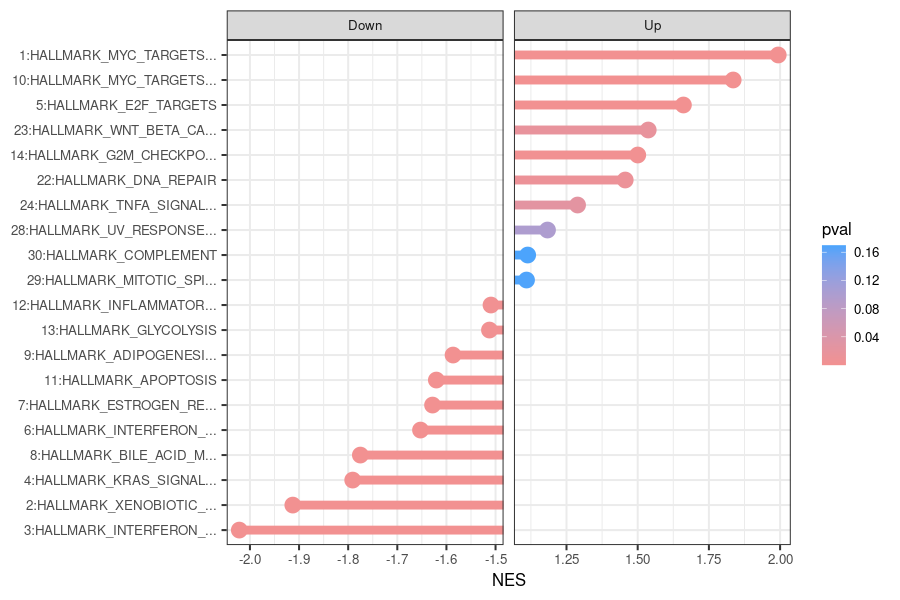 Down
Up
1:HALLMARK_MYC_TARGETS...
10:HALLMARK_MYC_TARGETS...
5:HALLMARK_E2F_TARGETS
23:HALLMARK_WNT_BETA_CA...
14:HALLMARK_G2M_CHECKPO...
22:HALLMARK_DNA_REPAIR
24:HALLMARK_TNFA_SIGNAL...
28:HALLMARK_UV_RESPONSE...
30:HALLMARK_COMPLEMENT
29:HALLMARK_MITOTIC_SPI...
12:HALLMARK_INFLAMMATOR...
13:HALLMARK_GLYCOLYSIS
9:HALLMARK_ADIPOGENESI...
11:HALLMARK_APOPTOSIS
7:HALLMARK_ESTROGEN_RE...
6:HALLMARK_INTERFERON_...
8:HALLMARK_BILE_ACID_M...
4:HALLMARK_KRAS_SIGNAL...
2:HALLMARK_XENOBIOTIC_...
3:HALLMARK_INTERFERON_...
-2.0 -1.9 -1.8 -1.7 -1.6 -1.5
1.25 1.50 1.75 2.00
NES
pval
0.16
0.12
0.08
0.04